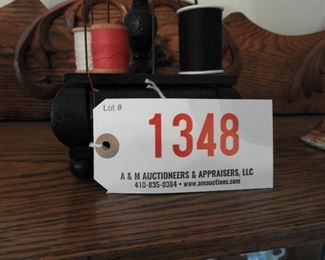 Lot #
1348
A & M AUCTIONEERS & APPRAISERS, LLC
410-835-0384 • www.amauctions.com